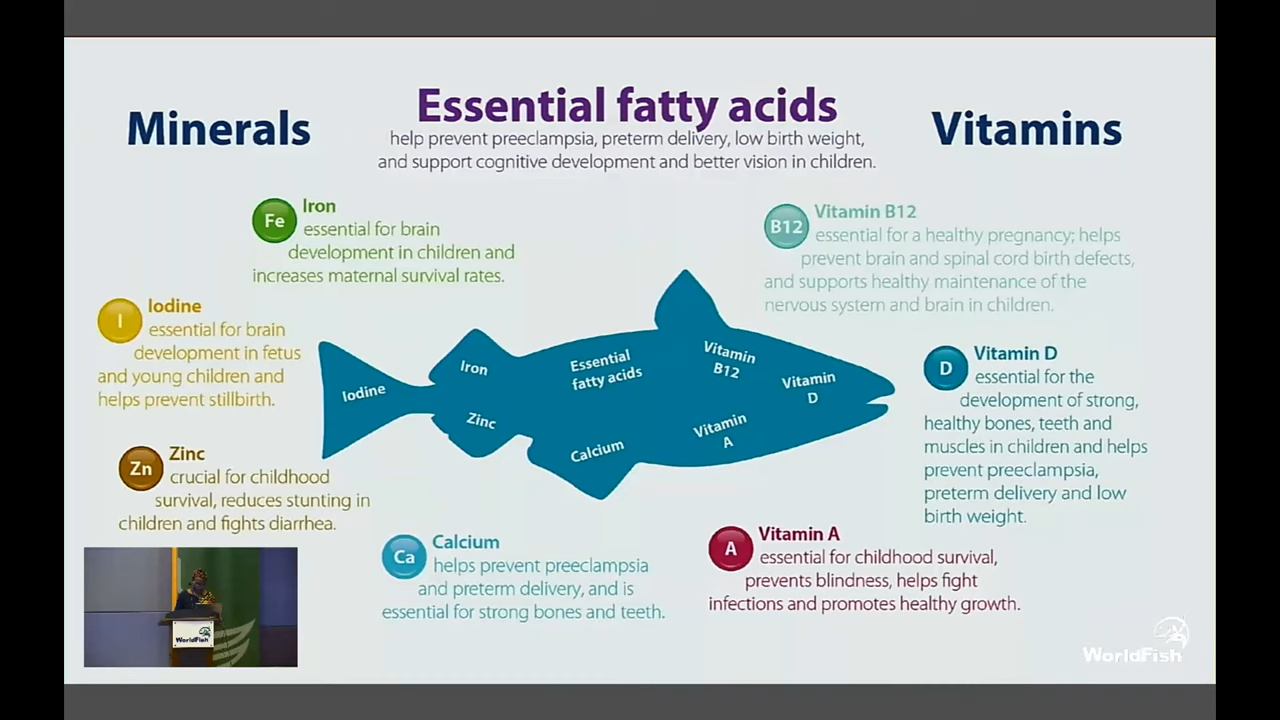 Minerals
Essential fatty acids
help prevent preeclampsia, preterm delivery, low birth weight,
and support cognitive development and better vision in children.
Vitamins
Fe
Iron
essential for brain
development in children and
increases maternal survival rates.
B12
Vitamin B12
essential for a healthy pregnancy; helps
prevent brain and spinal cord birth defects,
and supports healthy maintenance of the
nervous system and brain in children.
I
Iodine
essential for brain
development in fetus
and young children and
helps prevent stillbirth.
Iodine
Iron
Zinc
Essential
fatty acids
Calcium
Vitamin
B12
Vitamin
A
Vitamin
D
D
Vitamin D
essential for the
development of strong,
healthy bones, teeth and
muscles in children and helps
prevent preeclampsia,
preterm delivery and low
birth weight.
Zn
Zinc
crucial for childhood
survival, reduces stunting in
children and fights diarrhea.
Ca
Calcium
helps prevent preeclampsia
and preterm delivery, and is
essential for strong bones and teeth.
A
Vitamin A
essential for childhood survival,
prevents blindness, helps fight
infections and promotes healthy growth.
WorldFish
WorldFish